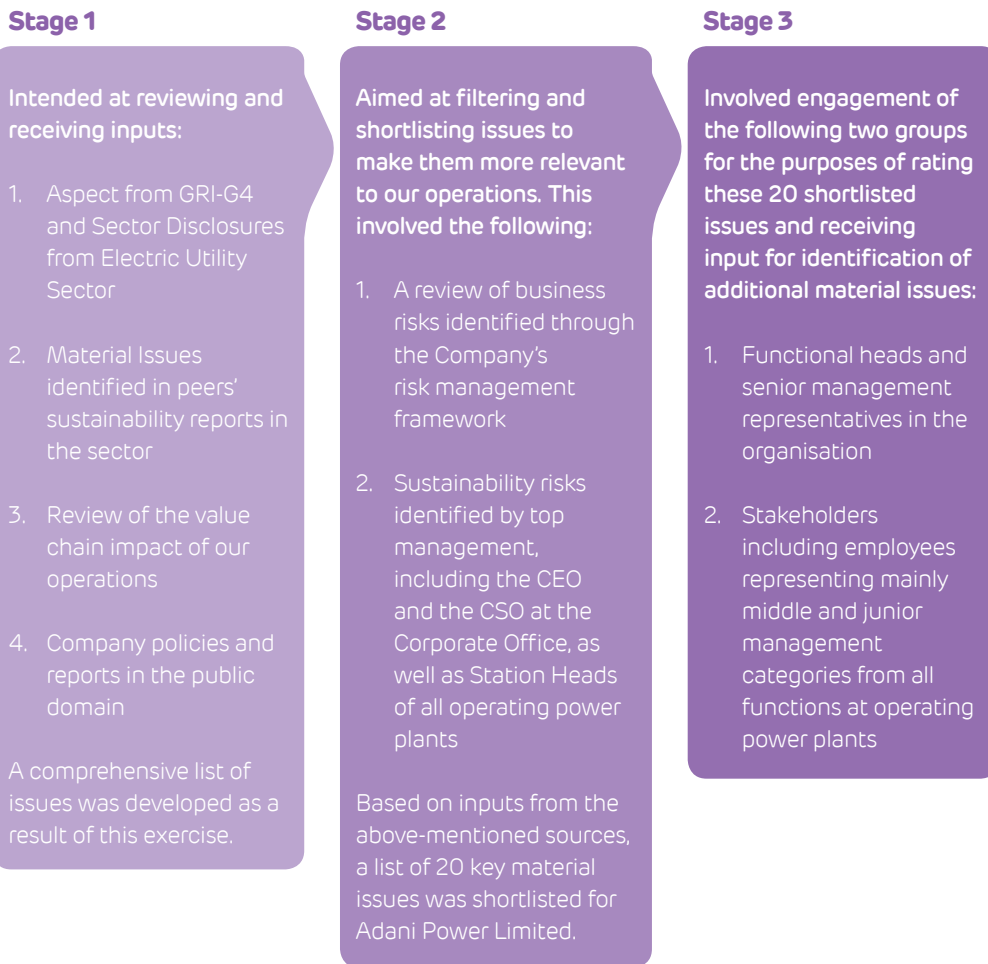 Stage 1
Intended at reviewing and
receiving inputs:
1. Aspect from GRI-G4
and Sector Disclosures
from Electric Utility
Sector
2. Material Issues
identified in peers'
sustainability reports in
the sector
3. Review of the value
chain impact of our
operations
4. Company policies and
reports in the public
domain
A comprehensive list of
issues was developed as a
result of this exercise.
Stage 2
Aimed at filtering and
shortlisting issues to
make them more relevant
to our operations. This
involved the following:
1. A review of business
risks identified through
the Company's
risk management
framework
2. Sustainability risks
identified by top
management,
including the CEO
and the CSO at the
Corporate Office, as
well as Station Heads
of all operating power
plants
Based on inputs from the
above-mentioned sources,
a list of 20 key material
issues was shortlisted for
Adani Power Limited.
Stage 3
Involved engagement of
the following two groups
for the purposes of rating
these 20 shortlisted
issues and receiving
input for identification of
additional material issues:
1. Functional heads and
senior management
representatives in the
organisation
2. Stakeholders
including employees
representing mainly
middle and junior
management
categories from all
functions at operating
power plants